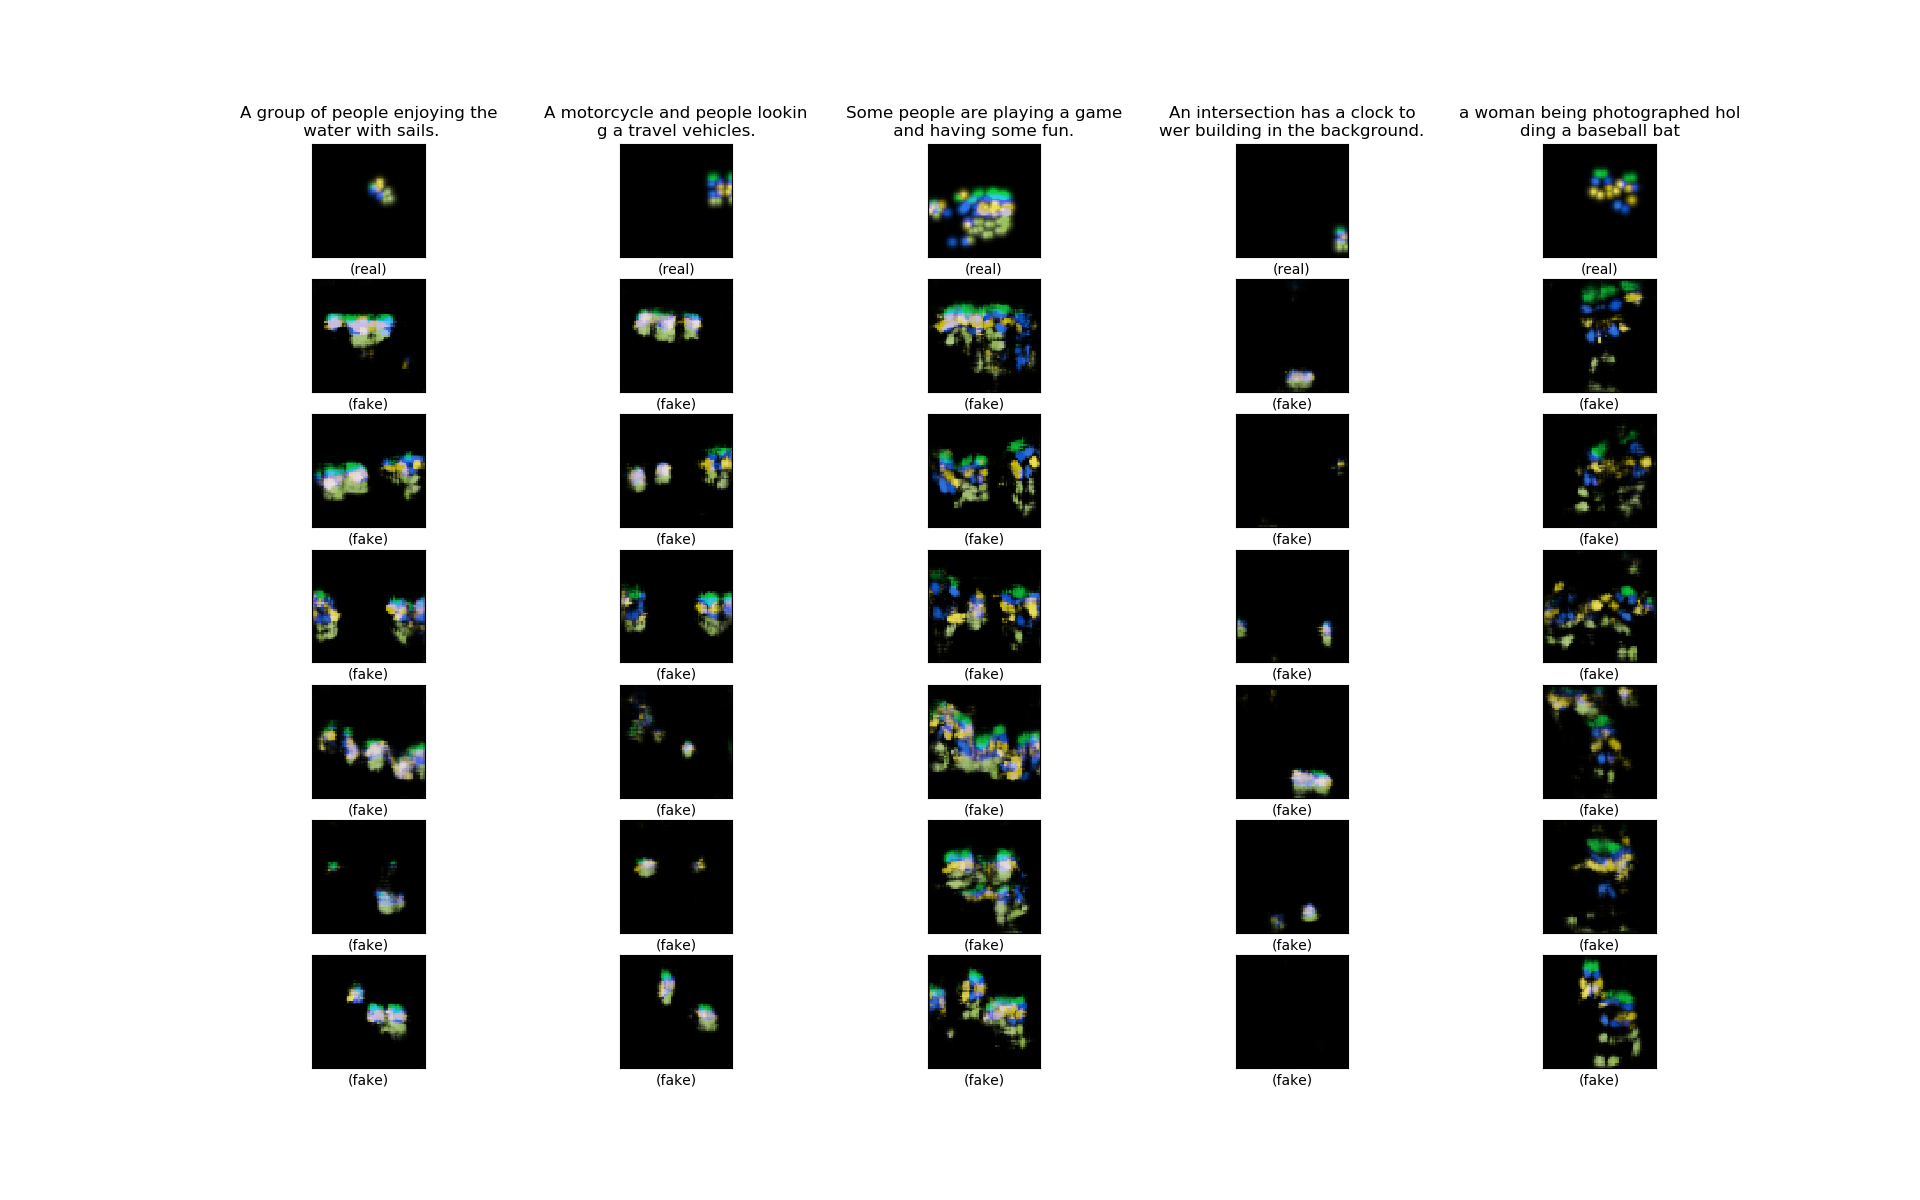 A group of people enjoying the
water with sails.
A motorcycle and people lookin
g a travel vehicles.
Some people are playing a game
and having some fun.
An intersection has a clock to
wer building in the background.
a woman being photographed hol
ding a baseball bat
(real) (real) (real) (real) (real)
(fake) (fake) (fake) (fake) (fake)
(fake) (fake) (fake) (fake) (fake)
(fake) (fake) (fake) (fake) (fake)
(fake) (fake) (fake) (fake) (fake)
(fake) (fake) (fake) (fake) (fake)
(fake) (fake) (fake) (fake) (fake)